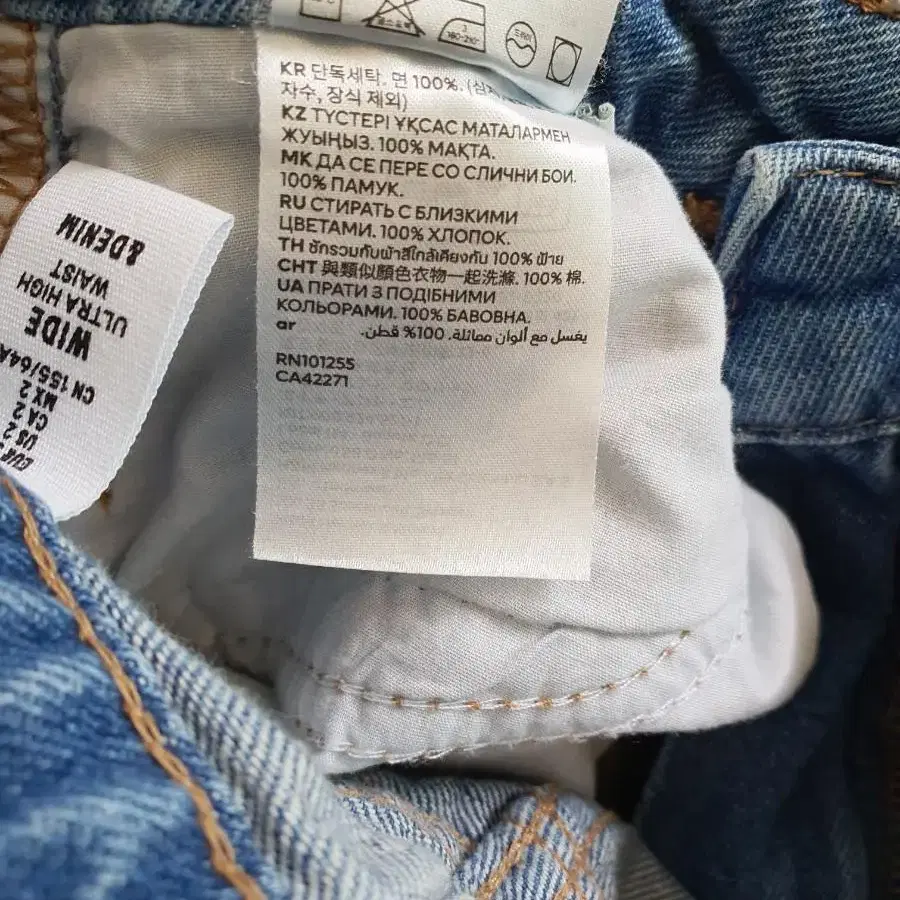 180-210°
KR 단독세탁. 면 100%. (심지
자수, 장식 제외)
KZ ТҮСТЕРІ ҰҚСАС МАТАЛАРМЕН
ЖУЫҢЫЗ. 100% МАҚТА.
MK ДА СЕ ПЕРЕ СО СЛИЧНИ БОИ.
100% ПАМУК.
RU СТИРАТЬ С БЛИЗКИМИ
ЦВЕТАМИ. 100% ХЛОПОК.
TH ซักรวมกับผ้าสีใกล้เคียงกัน 100% ฝ้าย
CHT 與類似顏色衣物一起洗滌. 100% 棉.
UA ПРАТИ З ПОДІБНИМИ
КОЛЬОРАМИ. 100% БАВОВНА.
ar يغسل مع ألوان مماثلة. 100% قطن.
RN101255
CA42271
&DENIM
ULTRA HIGH
WAIST
WIDE
CN 155/64A
MX 2
CA 2
US 2
EUR